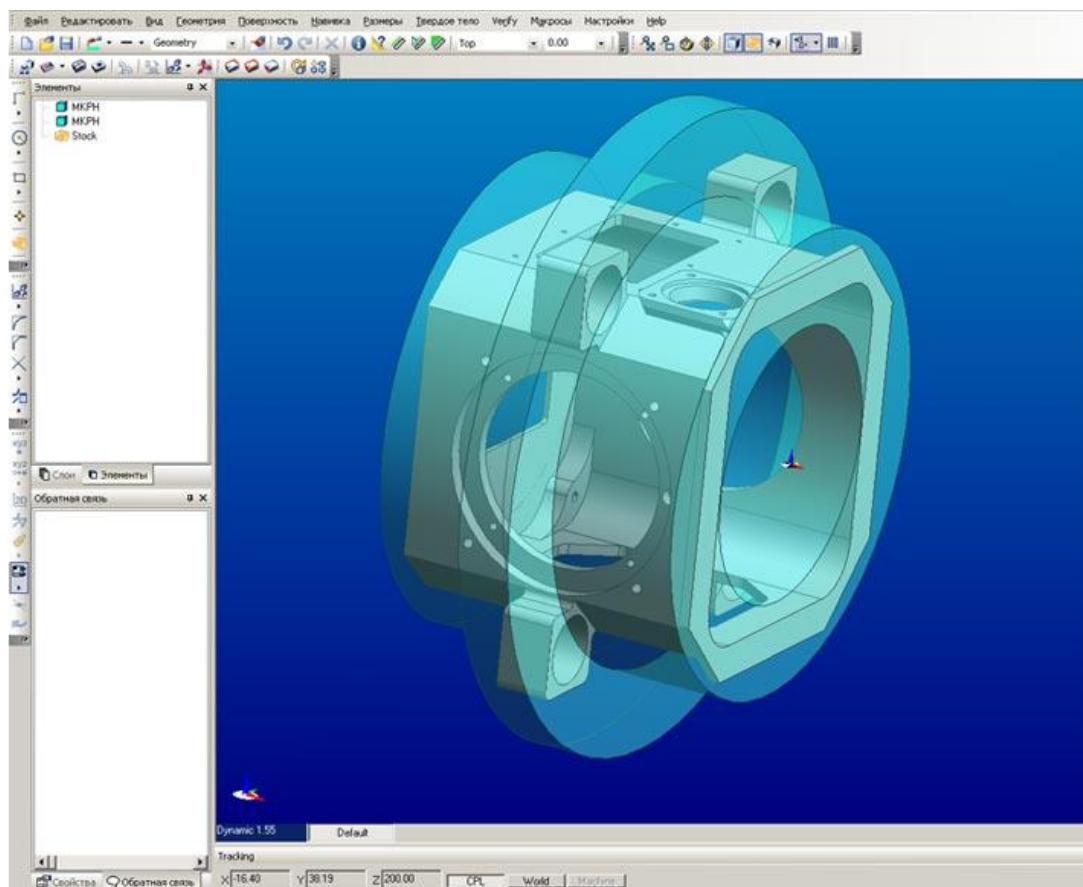 Файл Редактировать Вид Геометрия Поверхность Навивка Размеры Твердое тело Verify Макросы Настройки Help
Geometry Top 0.00
Элементы
МКРН
МКРН
Stock
Слои Элементы
Обратная связь
Dynamic 1.55 Default
Tracking
Свойства Обратная связь X -16.40 Y 38.19 Z 200.00 CPL World Machine